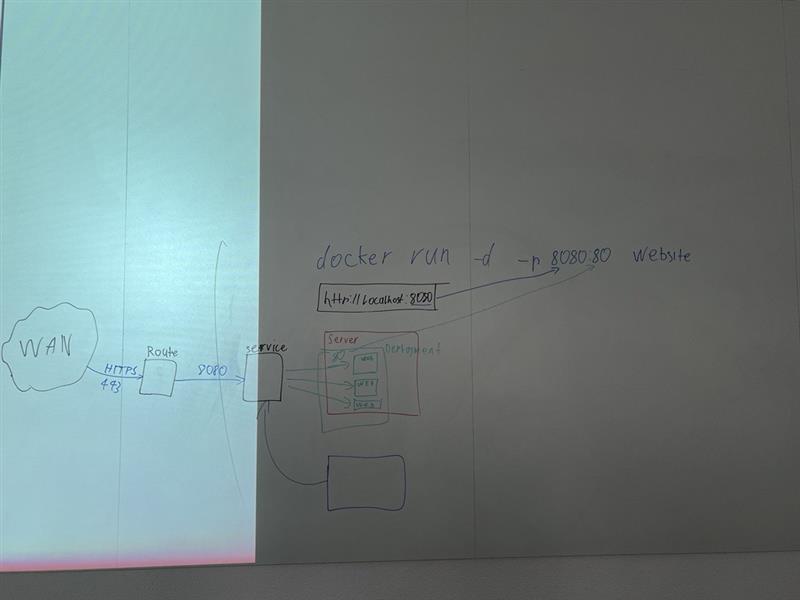 docker run -d -p 8080:80 Website
http://localhost:8080
Server
80 Deployment
WEB
WEB
WEB
service
Route
8080
WAN
HTTPS
443